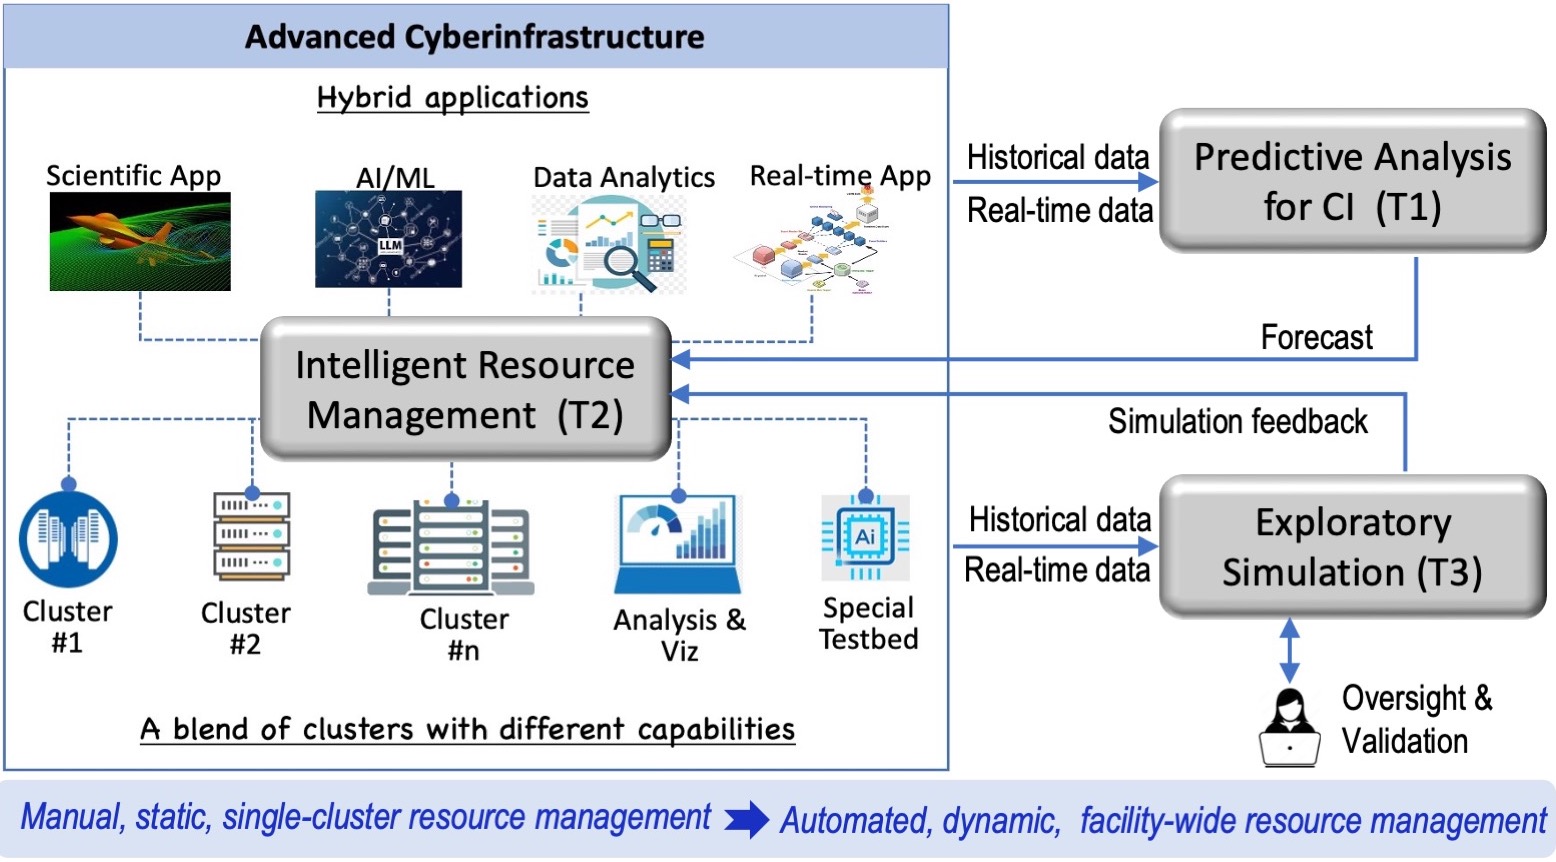 Advanced Cyberinfrastructure
Hybrid applications
Scientific App
AI/ML
Data Analytics
Real-time App
LLM
Historical data
Real-time data
Predictive Analysis
for CI (T1)
Forecast
Intelligent Resource
Management (T2)
Simulation feedback
Historical data
Real-time data
Exploratory
Simulation (T3)
Ai
Cluster
#1
Cluster
#2
Cluster
#n
Analysis &
Viz
Special
Testbed
Oversight &
Validation
A blend of clusters with different capabilities
Manual, static, single-cluster resource management
Automated, dynamic, facility-wide resource management